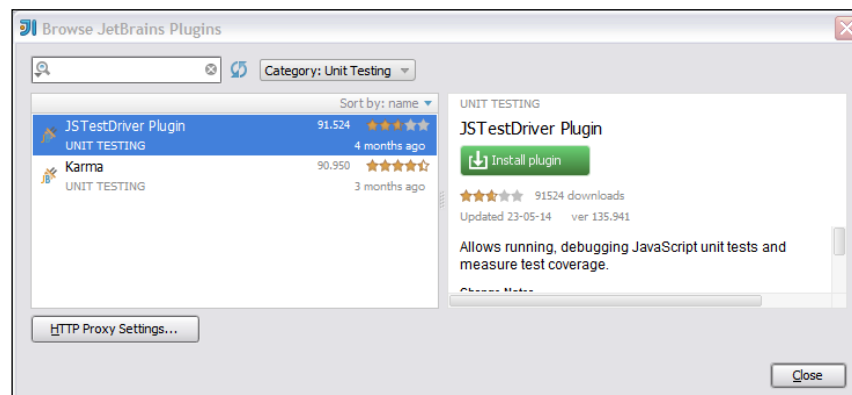 Browse JetBrains Plugins
Category: Unit Testing
Sort by: name
JSTestDriver Plugin 91.524
UNIT TESTING 4 months ago
Karma 90.950
UNIT TESTING 3 months ago
UNIT TESTING
JSTestDriver Plugin
Install plugin
91524 downloads
Updated 23-05-14 ver 135.941
Allows running, debugging JavaScript unit tests and
measure test coverage.
Change Notes
HTTP Proxy Settings...
Close